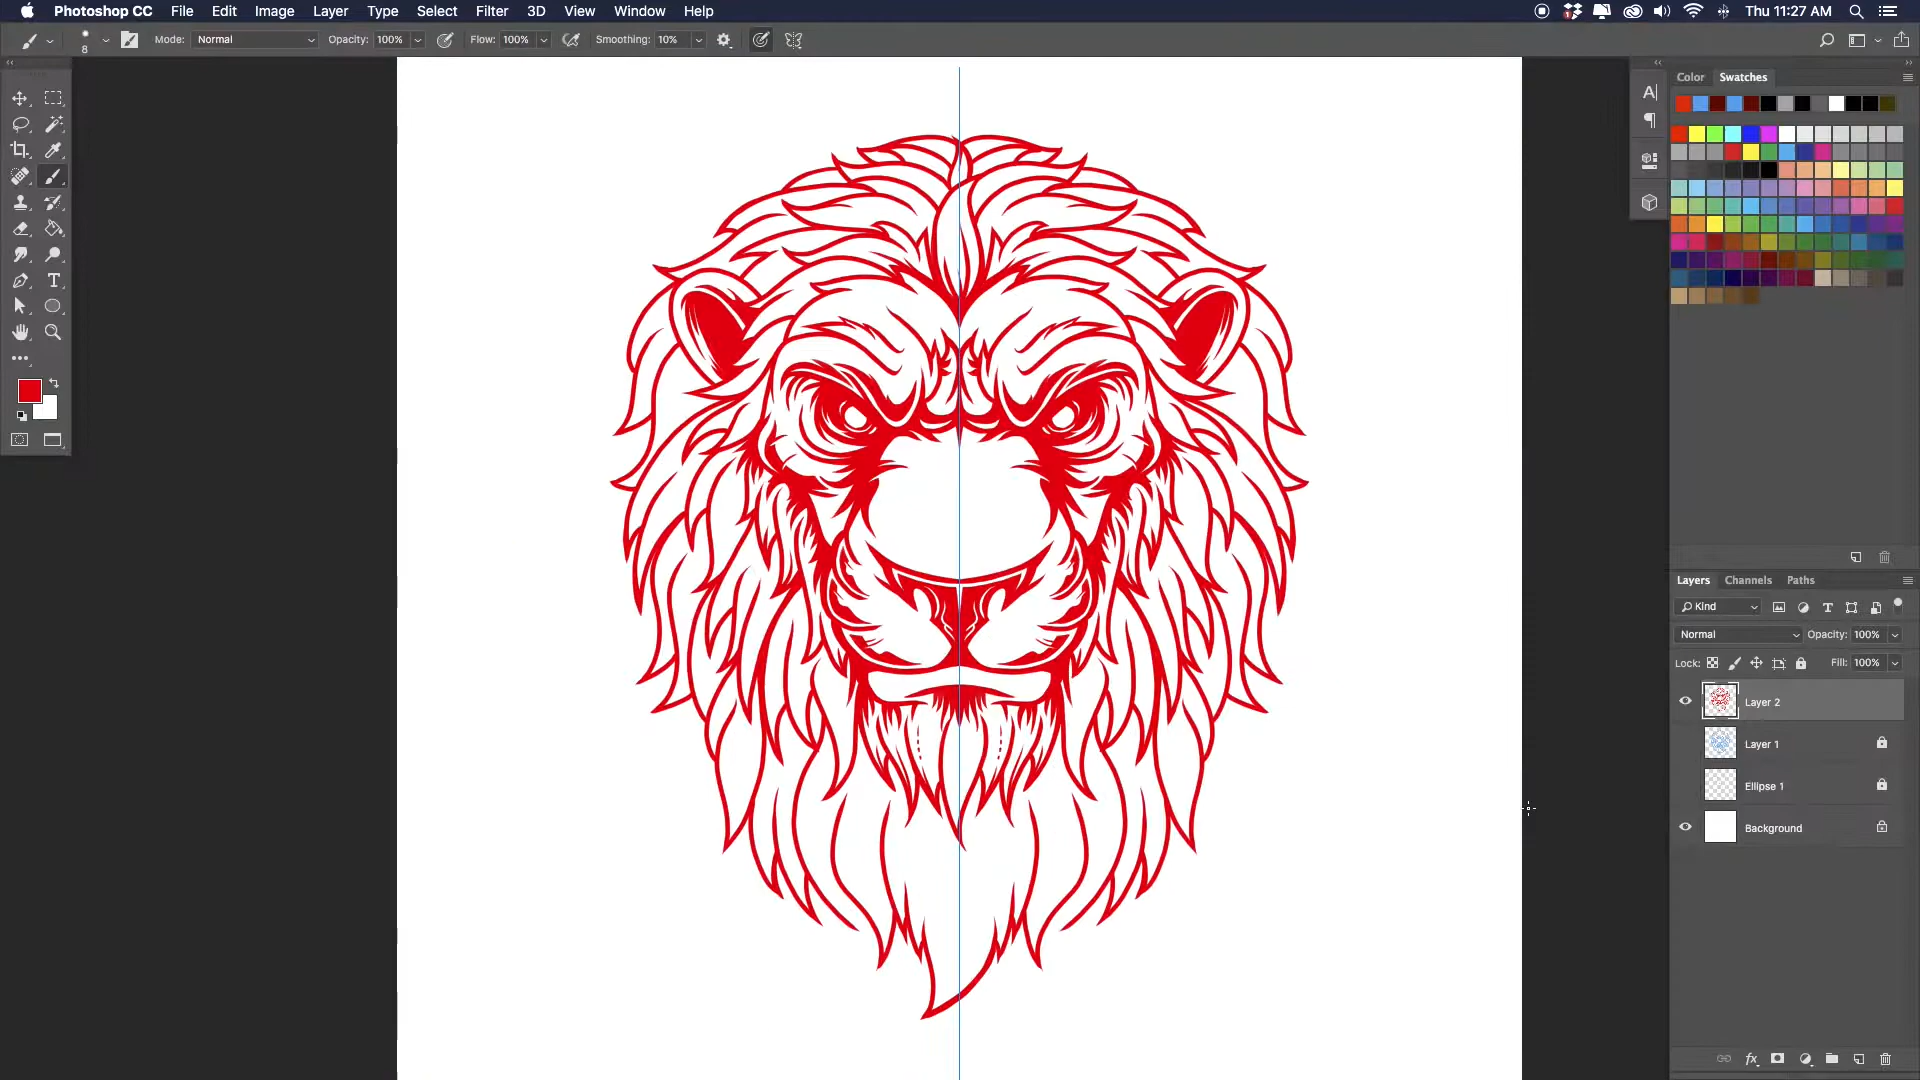 Photoshop CC File Edit Image Layer Type Select Filter 3D View Window Help Thu 11:27 AM
8 Mode: Normal Opacity: 100% Flow: 100% Smoothing: 10%
Color Swatches
Layers Channels Paths
Kind
Normal Opacity: 100%
Lock: Fill: 100%
Layer 2
Layer 1
Ellipse 1
Background
fx